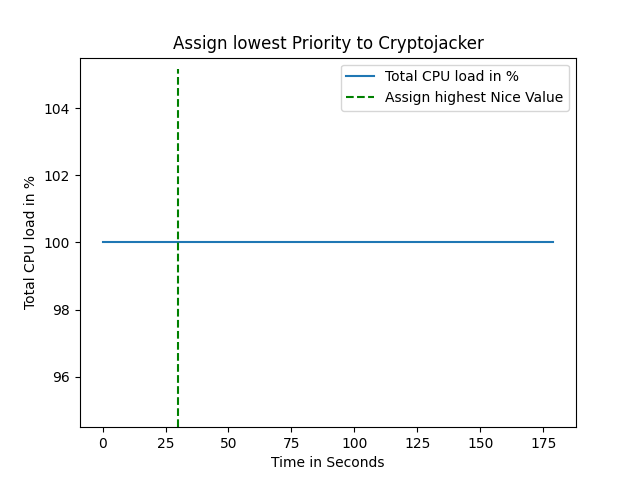 Assign lowest Priority to Cryptojacker
Total CPU load in %
Assign highest Nice Value
Total CPU load in %
104
102
100
98
96
0
25
50
75
100
125
150
175
Time in Seconds